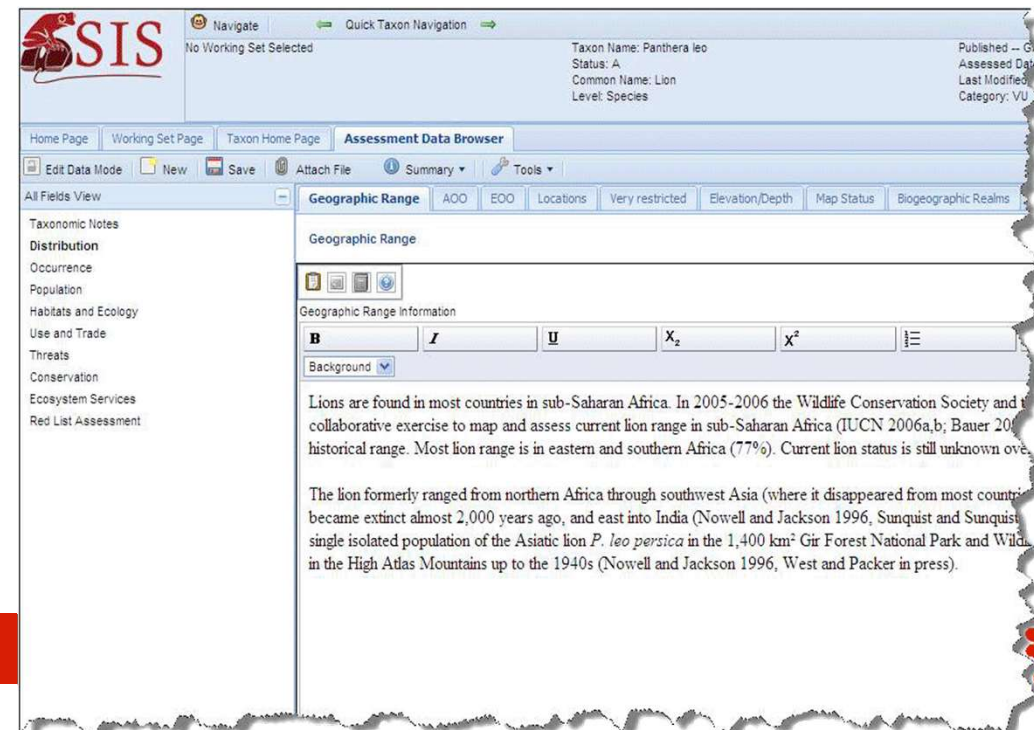 SIS
Navigate Quick Taxon Navigation
No Working Set Selected
Taxon Name: Panthera leo
Status: A
Common Name: Lion
Level: Species
Published --
Assessed
Last Modified
Category: VU
Home Page Working Set Page Taxon Home Page Assessment Data Browser
Edit Data Mode New Save Attach File Summary Tools
All Fields View
Taxonomic Notes
Distribution
Occurrence
Population
Habitats and Ecology
Use and Trade
Threats
Conservation
Ecosystem Services
Red List Assessment
Geographic Range AOO EOO Locations Very restricted Elevation/Depth Map Status Biogeographic Realms
Geographic Range
Geographic Range Information
B I U X₂ X²
Background
Lions are found in most countries in sub-Saharan Africa. In 2005-2006 the Wildlife Conservation Society and
collaborative exercise to map and assess current lion range in sub-Saharan Africa (IUCN 2006a,b; Bauer
historical range. Most lion range is in eastern and southern Africa (77%). Current lion status is still unknown
The lion formerly ranged from northern Africa through southwest Asia (where it disappeared from most
became extinct almost 2,000 years ago, and east into India (Nowell and Jackson 1996, Sunquist and Sunquist
single isolated population of the Asiatic lion P. leo persica in the 1,400 km² Gir Forest National Park and
in the High Atlas Mountains up to the 1940s (Nowell and Jackson 1996, West and Packer in press).